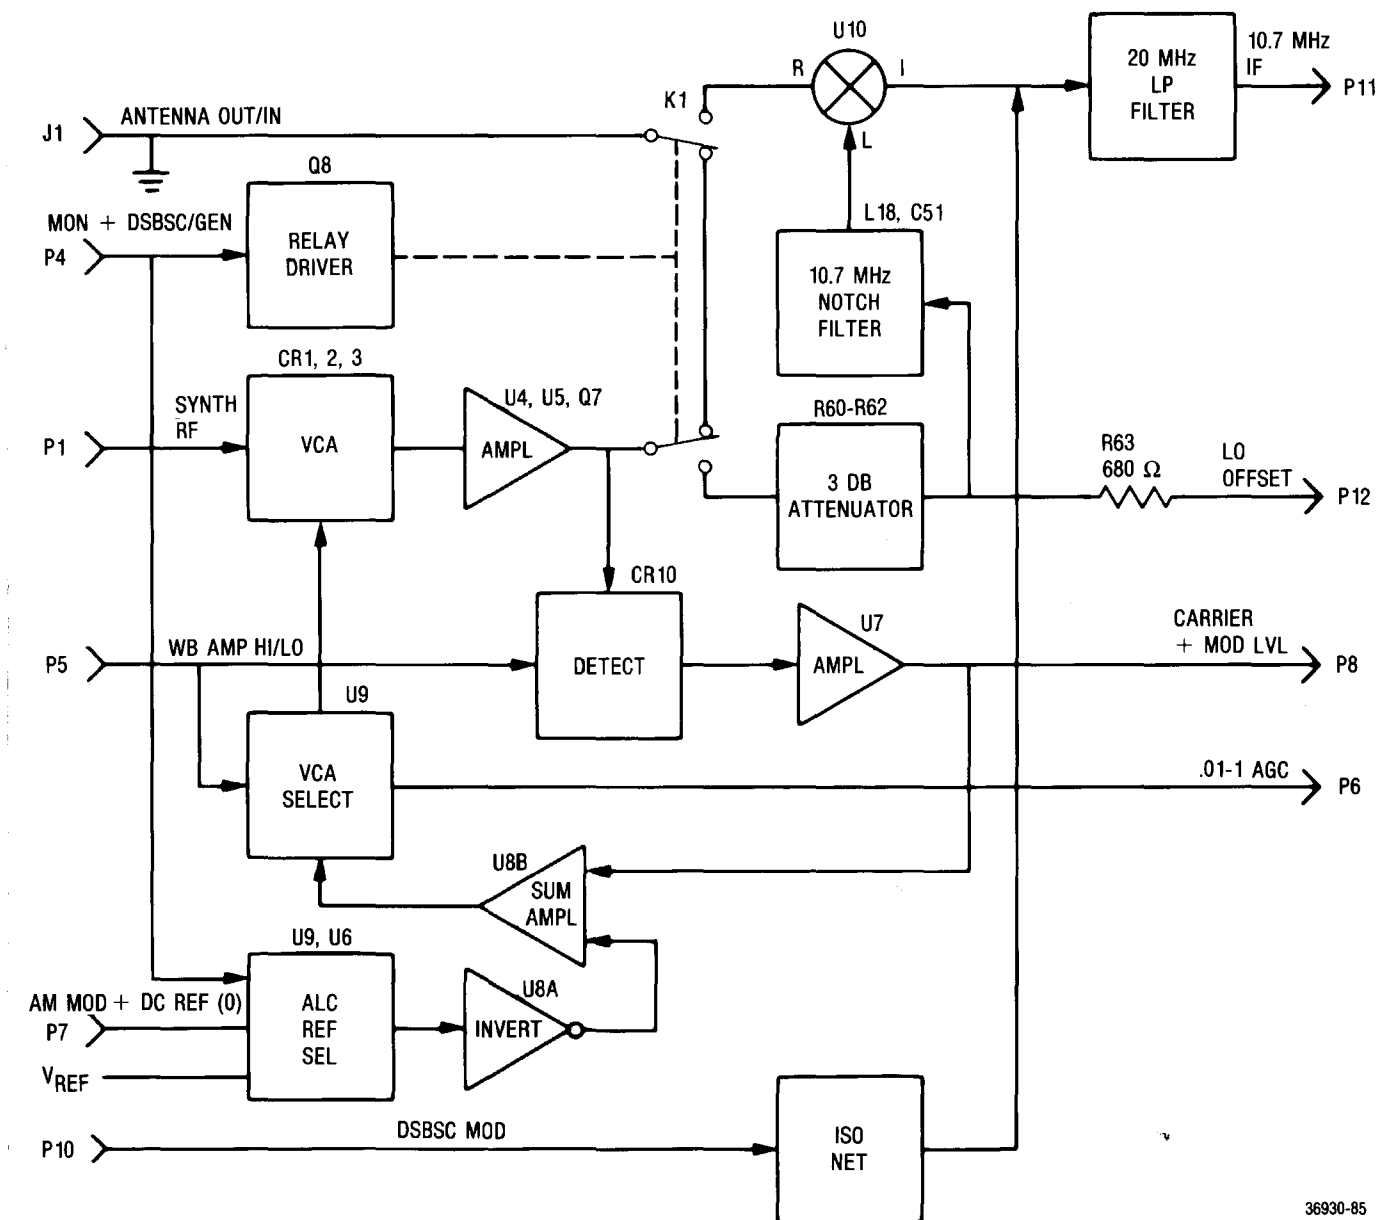 U10
R
I
L
20 MHz
LP
FILTER
10.7 MHz
IF
P11
K1
J1
ANTENNA OUT/IN
Q8
MON + DSBSC/GEN
P4
RELAY
DRIVER
L18, C51
10.7 MHz
NOTCH
FILTER
CR1, 2, 3
SYNTH
RF
P1
VCA
U4, U5, Q7
AMPL
R60-R62
3 DB
ATTENUATOR
R63
680 Ω
LO
OFFSET
P12
CR10
DETECT
U7
AMPL
CARRIER
+ MOD LVL
P8
P5
WB AMP HI/LO
U9
VCA
SELECT
.01-1 AGC
P6
U8B
SUM
AMPL
U9, U6
AM MOD + DC REF (0)
P7
VREF
ALC
REF
SEL
U8A
INVERT
P10
DSBSC MOD
ISO
NET
36930-85